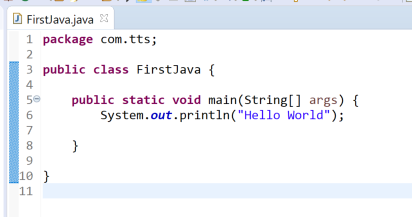 FirstJava.java
1 package com.tts;
2
3 public class FirstJava {
4
5     public static void main(String[] args) {
6         System.out.println("Hello World");
7
8     }
9
10 }
11